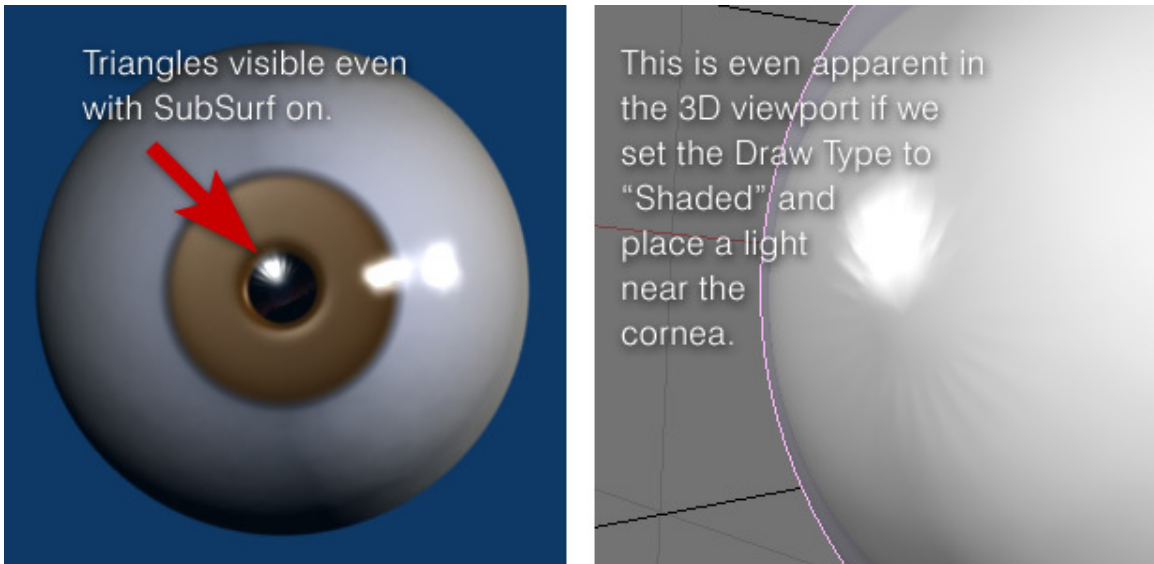 Triangles visible even
with SubSurf on.
This is even apparent in
the 3D viewport if we
set the Draw Type to
“Shaded” and
place a light
near the
cornea.